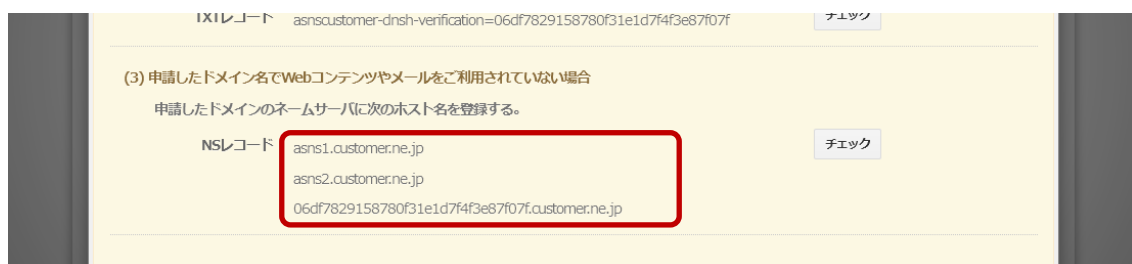 TXTレコード asnscustomer-dnsh-verification=06df7829158780f31e1d7f4f3e87f07f チェック
(3) 申請したドメイン名でWebコンテンツやメールをご利用されていない場合
申請したドメインのネームサーバに次のホスト名を登録する。
NSレコード asns1.customer.ne.jp チェック
asns2.customer.ne.jp
06df7829158780f31e1d7f4f3e87f07f.customer.ne.jp